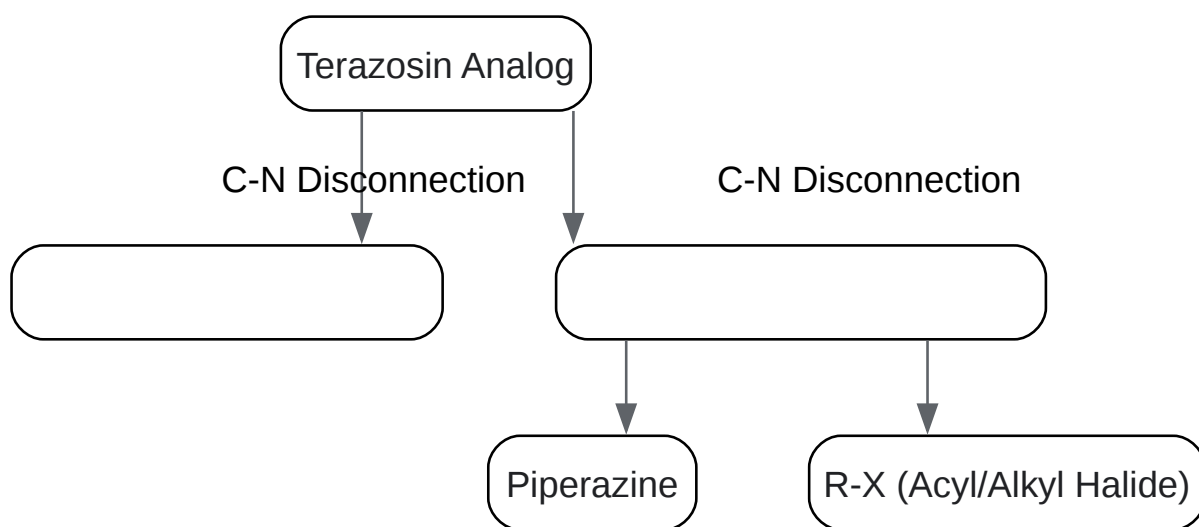 Terazosin Analog
C-N Disconnection
C-N Disconnection
Piperazine
R-X (Acyl/Alkyl Halide)